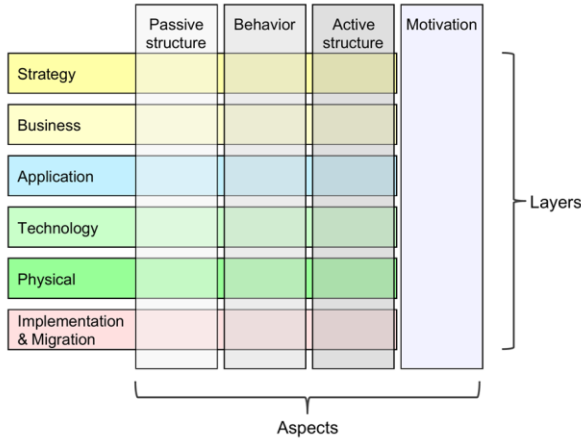 Passive
structure
Behavior
Active
structure
Motivation
Strategy
Business
Application
Technology
Physical
Implementation
& Migration
Layers
Aspects